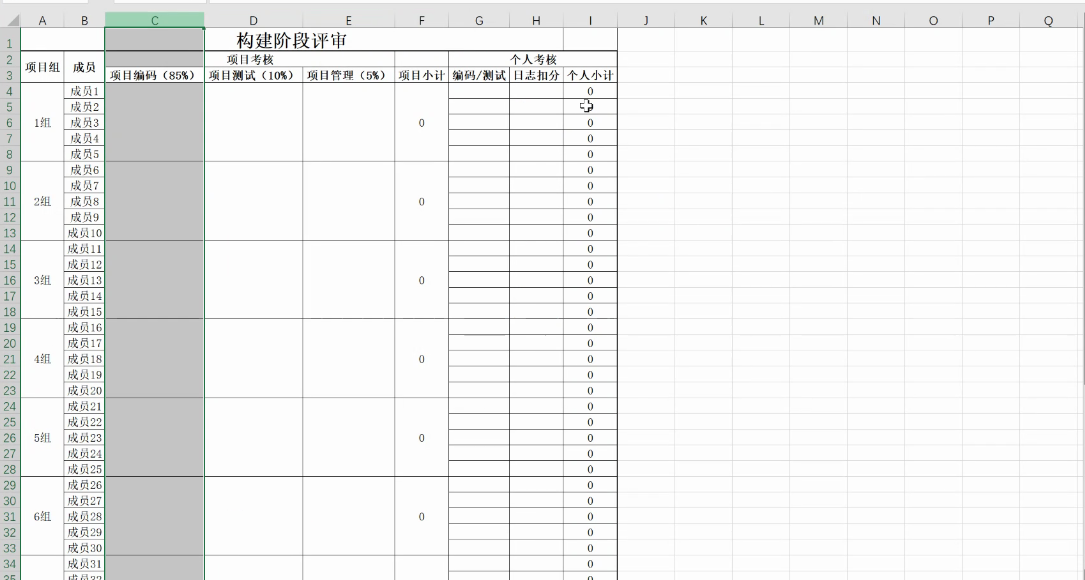 A B C D E F G H I J K L M N O P Q
1 构建阶段评审
2 项目组 成员 项目考核 个人考核
3 项目编码（85%） 项目测试（10%） 项目管理（5%） 项目小计 编码/测试 日志扣分 个人小计
4 成员1 0
5 成员2
6 1组 成员3 0 0
7 成员4 0
8 成员5 0
9 成员6 0
10 成员7 0
11 2组 成员8 0 0
12 成员9 0
13 成员10 0
14 成员11 0
15 成员12 0
16 3组 成员13 0 0
17 成员14 0
18 成员15 0
19 成员16 0
20 成员17 0
21 4组 成员18 0 0
22 成员19 0
23 成员20 0
24 成员21 0
25 成员22 0
26 5组 成员23 0 0
27 成员24 0
28 成员25 0
29 成员26 0
30 成员27 0
31 6组 成员28 0 0
32 成员29 0
33 成员30 0
34 成员31 0